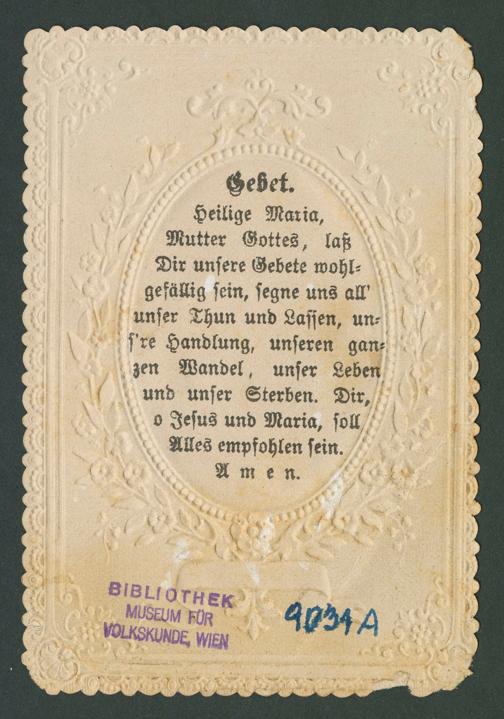 Gebet.
Heilige Maria,
Mutter Gottes, laß
Dir unsere Gebete wohl=
gefällig sein, segne uns all'
unser Thun und Lassen, un=
s're Handlung, unseren gan=
zen Wandel, unser Leben
und unser Sterben. Dir,
o Jesus und Maria, soll
Alles empfohlen sein.
Amen.
BIBLIOTHEK
MUSEUM FÜR
VOLKSKUNDE, WIEN
9034A